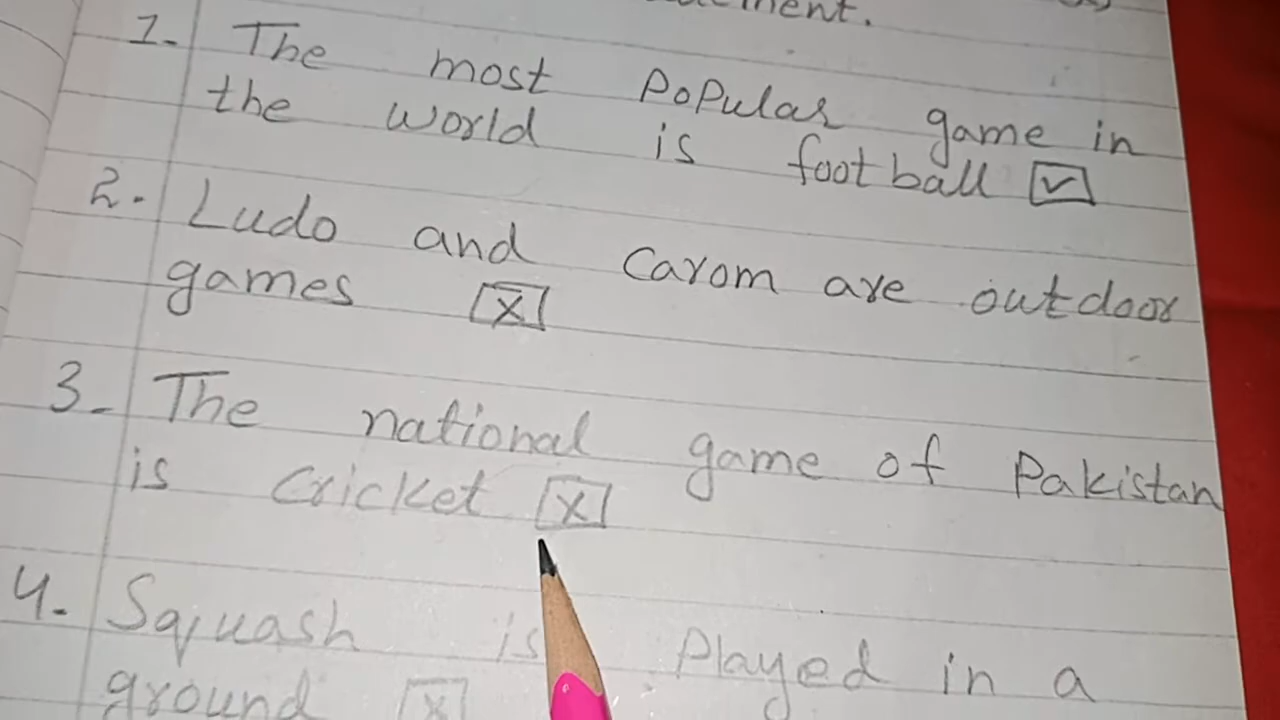 1. The most Popular game in
the world is football ☑
2. Ludo and Carom are outdoor
games ☒
3. The national game of Pakistan
is Cricket ☒
4. Squash is Played in a
ground ☒